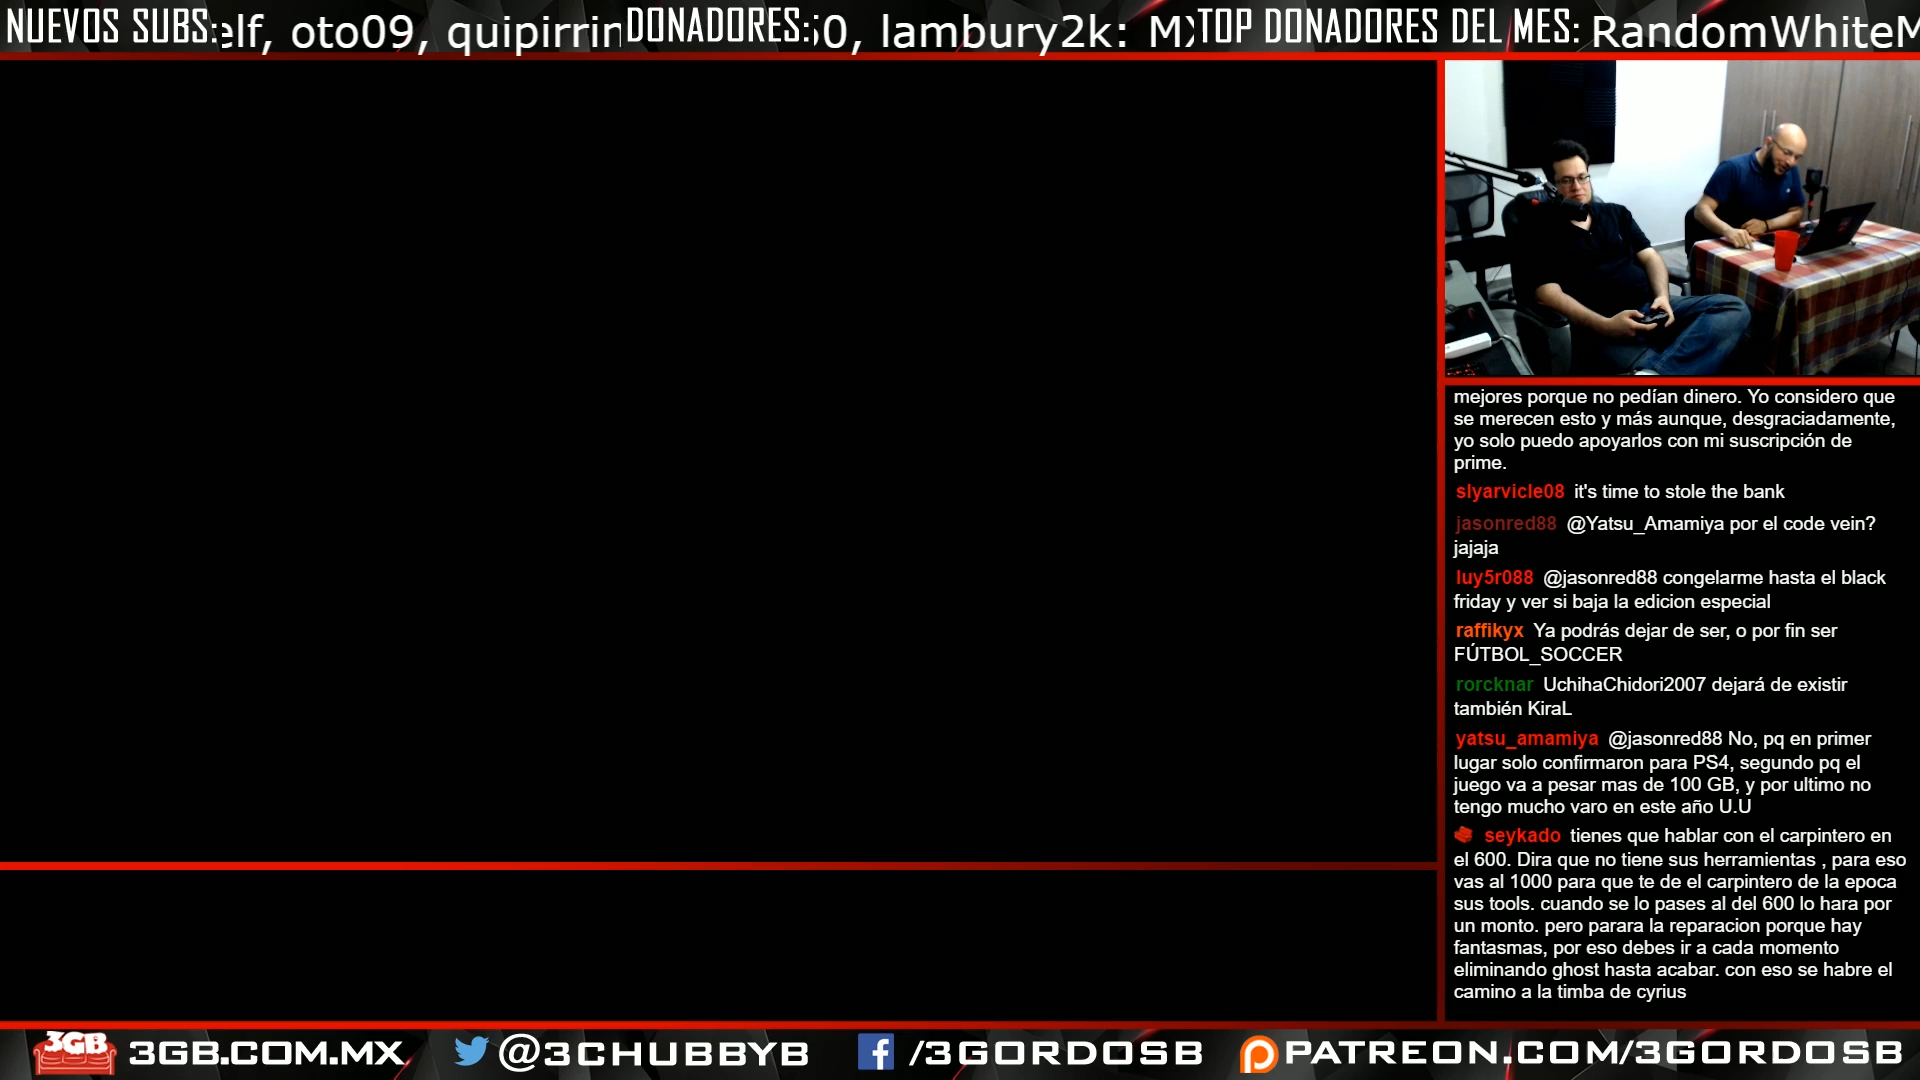 NUEVOS SUBS: elf, oto09, quipirrin DONADORES: 50, lambury2k: MX TOP DONADORES DEL MES: RandomWhiteM
mejores porque no pedían dinero. Yo considero que
se merecen esto y más aunque, desgraciadamente,
yo solo puedo apoyarlos con mi suscripción de
prime.
slyarvicle08 it's time to stole the bank
jasonred88 @Yatsu_Amamiya por el code vein?
jajaja
luy5r088 @jasonred88 congelarme hasta el black
friday y ver si baja la edicion especial
raffikyx Ya podrás dejar de ser, o por fin ser
FÚTBOL_SOCCER
rorcknar UchihaChidori2007 dejará de existir
también KiraL
yatsu_amamiya @jasonred88 No, pq en primer
lugar solo confirmaron para PS4, segundo pq el
juego va a pesar mas de 100 GB, y por ultimo no
tengo mucho varo en este año U.U
seykado tienes que hablar con el carpintero en
el 600. Dira que no tiene sus herramientas , para eso
vas al 1000 para que te de el carpintero de la epoca
sus tools. cuando se lo pases al del 600 lo hara por
un monto. pero parara la reparacion porque hay
fantasmas, por eso debes ir a cada momento
eliminando ghost hasta acabar. con eso se habre el
camino a la timba de cyrius
3GB 3GB.COM.MX @3CHUBBYB /3GORDOSB PATREON.COM/3GORDOSB